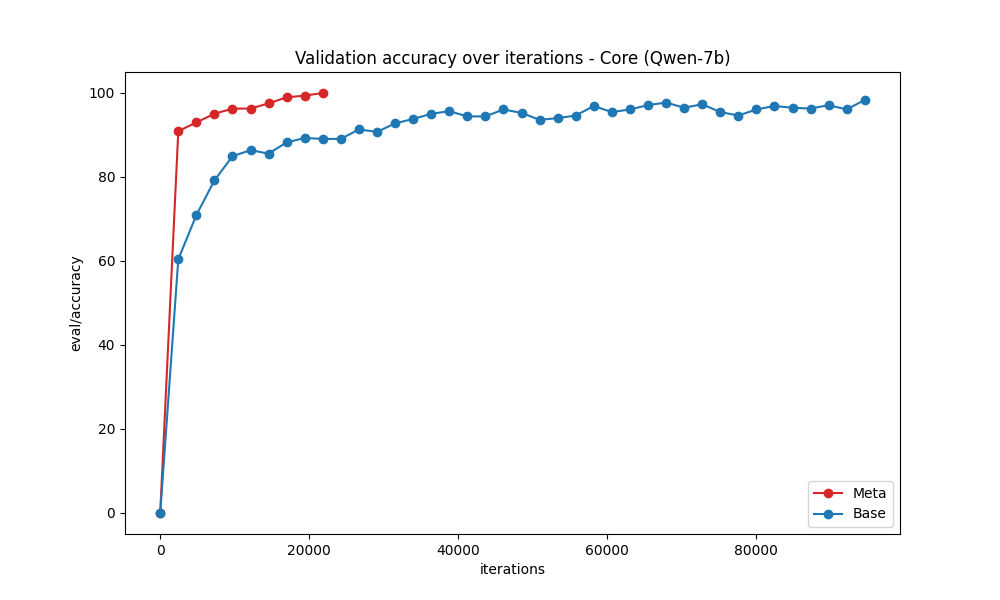 Validation accuracy over iterations - Core (Qwen-7b)
100
80
60
40
20
0
eval/accuracy
0 20000 40000 60000 80000
iterations
Meta
Base